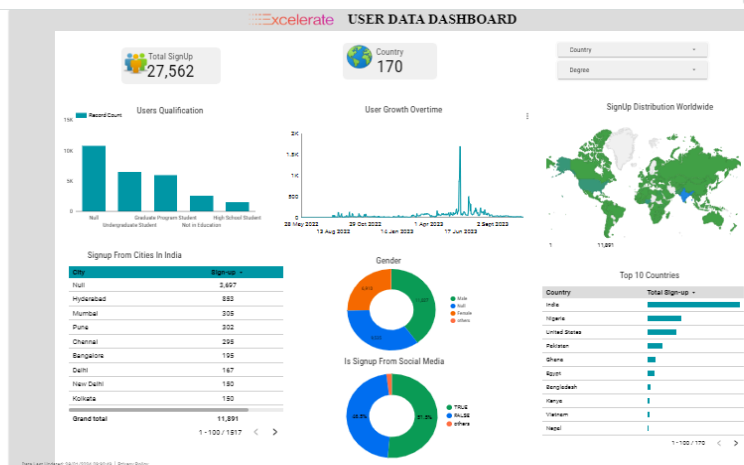 Excelerate USER DATA DASHBOARD
Total SignUp
27,562
Country
170
Country
Degree
Users Qualification
Record Count
15K
10K
5K
0
Null
Undergraduate Student
Graduate Program Student
Not in Education
High School Student
User Growth Overtime
2K
1.5K
1K
500
0
28 May 2022
13 Aug 2022
29 Oct 2022
14 Jan 2023
1 Apr 2023
17 Jun 2023
2 Sept 2023
SignUp Distribution Worldwide
1
11,891
Signup From Cities In India
City Sign-up
Null 2,697
Hyderabad 853
Mumbai 305
Pune 302
Chennai 295
Bangalore 195
Delhi 167
New Delhi 150
Kolkata 150
Grand total 11,891
1 - 100 / 1517
Gender
Male
Null
Female
others
Is Signup From Social Media
TRUE
FALSE
others
Top 10 Countries
Country Total Sign-up
India
Nigeria
United States
Pakistan
Ghana
Egypt
Bangladesh
Kenya
Vietnam
Nepal
1 - 100 / 170
Privacy Policy